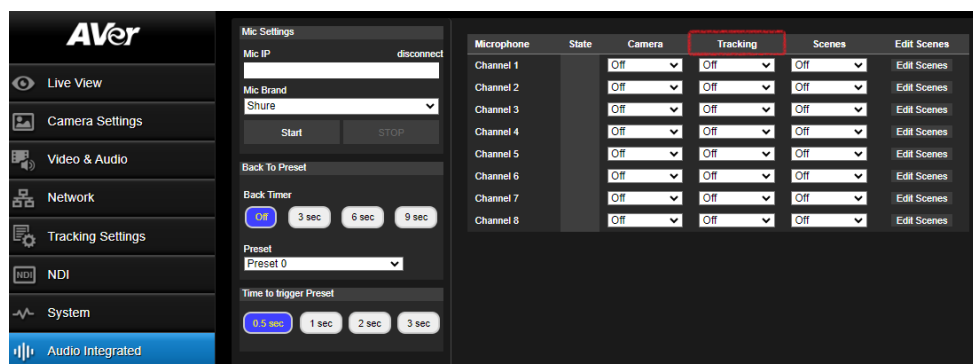 AVer
Live View
Camera Settings
Video & Audio
Network
Tracking Settings
NDI NDI
System
Audio Integrated
Mic Settings
Mic IP disconnect
Mic Brand
Shure
Start STOP
Back To Preset
Back Timer
Off 3 sec 6 sec 9 sec
Preset
Preset 0
Time to trigger Preset
0.5 sec 1 sec 2 sec 3 sec
Microphone State Camera Tracking Scenes Edit Scenes
Channel 1 Off Off Off Edit Scenes
Channel 2 Off Off Off Edit Scenes
Channel 3 Off Off Off Edit Scenes
Channel 4 Off Off Off Edit Scenes
Channel 5 Off Off Off Edit Scenes
Channel 6 Off Off Off Edit Scenes
Channel 7 Off Off Off Edit Scenes
Channel 8 Off Off Off Edit Scenes